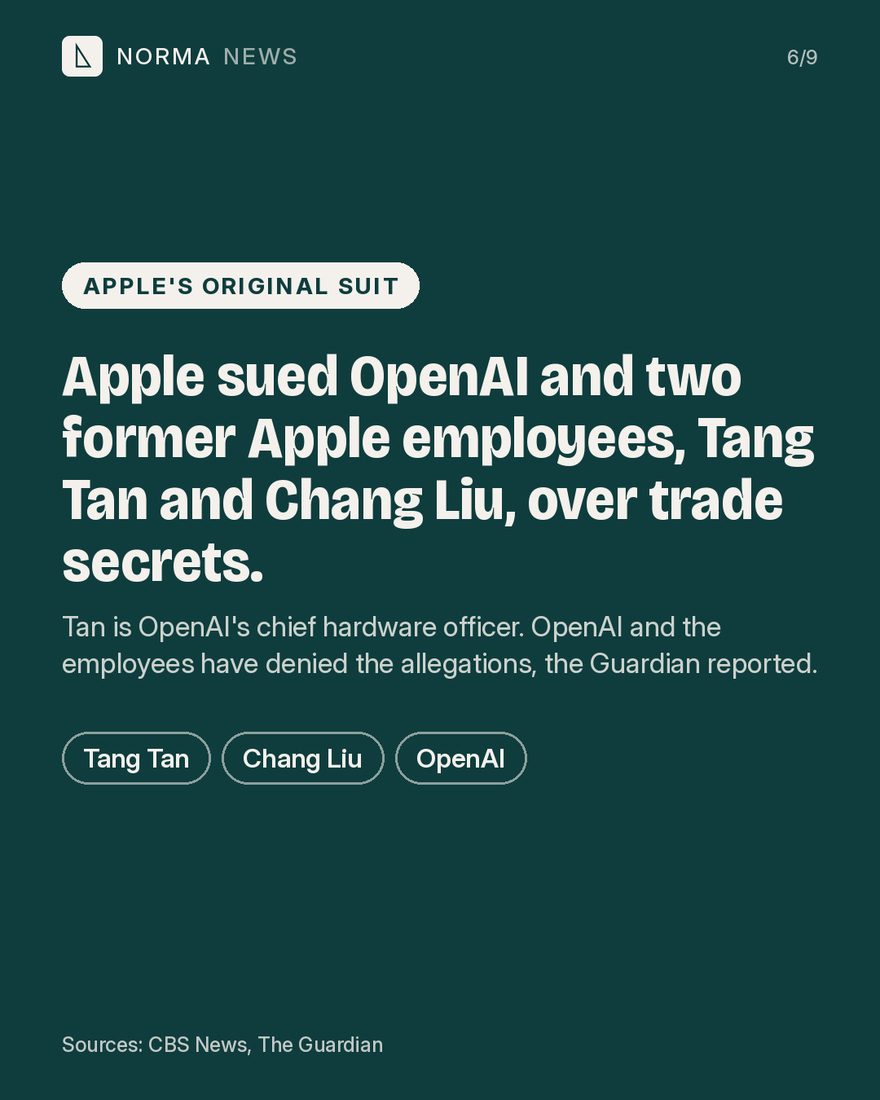 NORMA NEWS
6/9
APPLE'S ORIGINAL SUIT
Apple sued OpenAI and two
former Apple employees, Tang
Tan and Chang Liu, over trade
secrets.
Tan is OpenAI's chief hardware officer. OpenAI and the
employees have denied the allegations, the Guardian reported.
Tang Tan
Chang Liu
OpenAI
Sources: CBS News, The Guardian